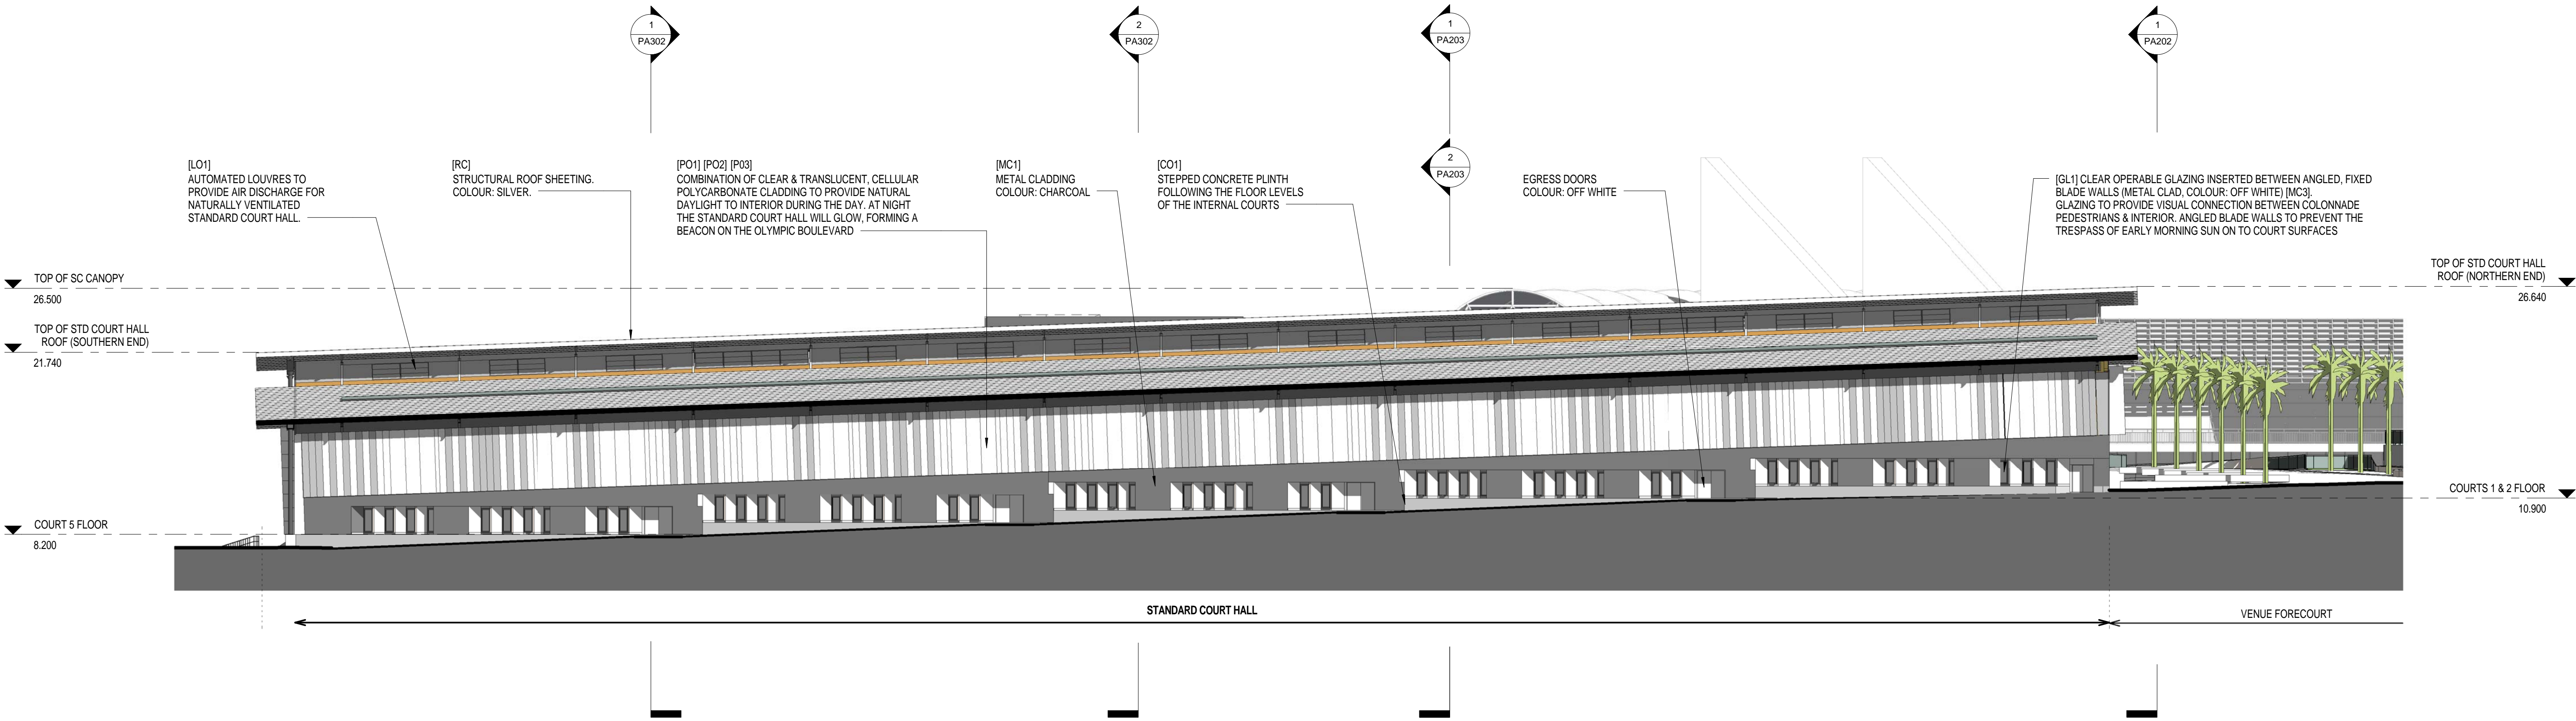 1
PA302
2
PA302
1
PA203
1
PA202
2
PA203
[LO1]
AUTOMATED LOUVRES TO
PROVIDE AIR DISCHARGE FOR
NATURALLY VENTILATED
STANDARD COURT HALL.
[RC]
STRUCTURAL ROOF SHEETING.
COLOUR: SILVER.
[PO1] [PO2] [P03]
COMBINATION OF CLEAR & TRANSLUCENT, CELLULAR
POLYCARBONATE CLADDING TO PROVIDE NATURAL
DAYLIGHT TO INTERIOR DURING THE DAY. AT NIGHT
THE STANDARD COURT HALL WILL GLOW, FORMING A
BEACON ON THE OLYMPIC BOULEVARD
[MC1]
METAL CLADDING
COLOUR: CHARCOAL
[CO1]
STEPPED CONCRETE PLINTH
FOLLOWING THE FLOOR LEVELS
OF THE INTERNAL COURTS
EGRESS DOORS
COLOUR: OFF WHITE
[GL1] CLEAR OPERABLE GLAZING INSERTED BETWEEN ANGLED, FIXED
BLADE WALLS (METAL CLAD, COLOUR: OFF WHITE) [MC3].
GLAZING TO PROVIDE VISUAL CONNECTION BETWEEN COLONNADE
PEDESTRIANS & INTERIOR. ANGLED BLADE WALLS TO PREVENT THE
TRESPASS OF EARLY MORNING SUN ON TO COURT SURFACES
TOP OF SC CANOPY
26.500
TOP OF STD COURT HALL
ROOF (SOUTHERN END)
21.740
COURT 5 FLOOR
8.200
TOP OF STD COURT HALL
ROOF (NORTHERN END)
26.640
COURTS 1 & 2 FLOOR
10.900
STANDARD COURT HALL
VENUE FORECOURT